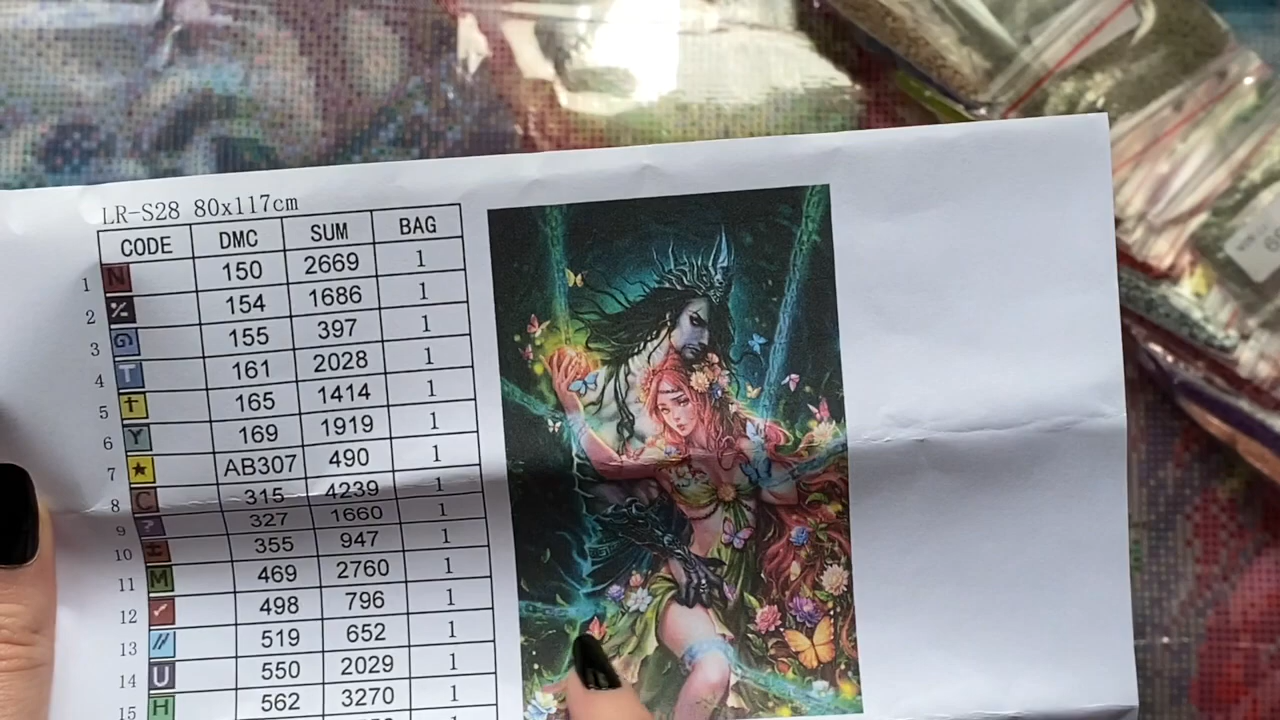 LR-S28 80x117cm
CODE DMC SUM BAG
1 N 150 2669 1
2 154 1686 1
3 155 397 1
4 T 161 2028 1
5 † 165 1414 1
6 Y 169 1919 1
7 ★ AB307 490 1
8 C 315 4239 1
9 ? 327 1660 1
10 355 947 1
11 M 469 2760 1
12 ✓ 498 796 1
13 // 519 652 1
14 U 550 2029 1
15 H 562 3270 1